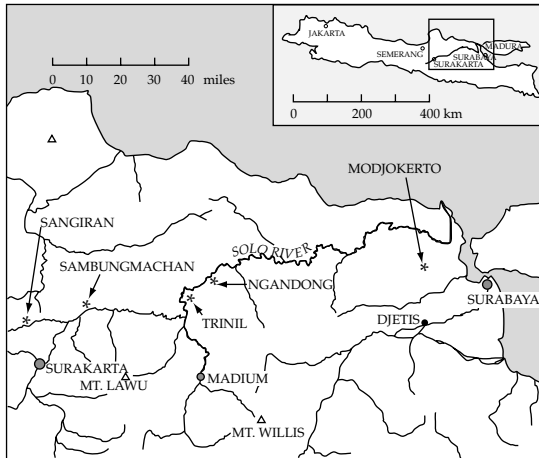 JAKARTA
SEMERANG
MADURA
SURABAYA
SURAKARTA
0 200 400 km
0 10 20 40 miles
MODJOKERTO
SANGIRAN
SOLO RIVER
SAMBUNGMACHAN
NGANDONG
TRINIL
SURABAYA
DJETIS
SURAKARTA
MT. LAWU
MADIUM
MT. WILLIS